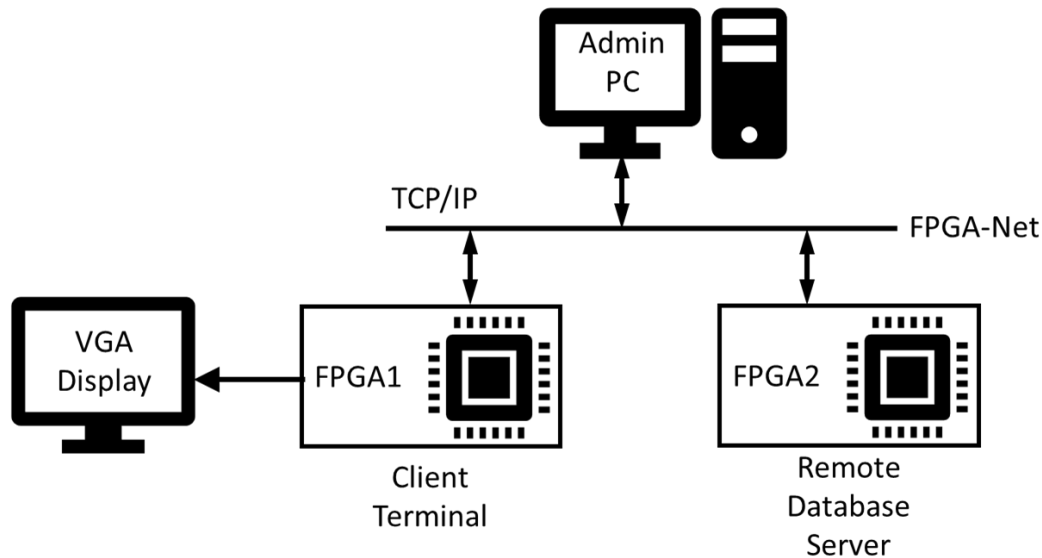 Admin
PC
TCP/IP
FPGA-Net
VGA
Display
FPGA1
FPGA2
Client
Terminal
Remote
Database
Server